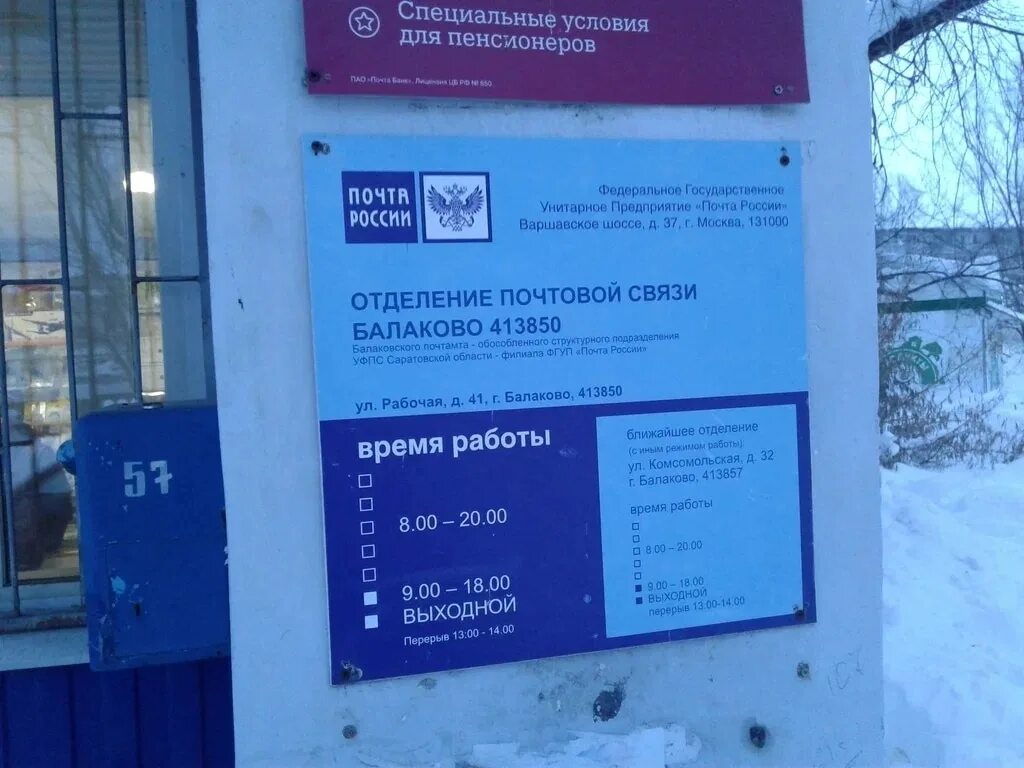 Специальные условия
для пенсионеров
ПАО «Почта Банк». Лицензия ЦБ РФ № 650
ПОЧТА
РОССИИ
Федеральное Государственное
Унитарное Предприятие «Почта России»
Варшавское шоссе, д. 37, г. Москва, 131000
ОТДЕЛЕНИЕ ПОЧТОВОЙ СВЯЗИ
БАЛАКОВО 413850
Балаковского почтамта - обособленного структурного подразделения
УФПС Саратовской области - филиала ФГУП «Почта России»
ул. Рабочая, д. 41, г. Балаково, 413850
время работы
8.00 – 20.00
9.00 – 18.00
ВЫХОДНОЙ
Перерыв 13:00 - 14.00
ближайшее отделение
(с иным режимом работы)
ул. Комсомольская, д. 32
г. Балаково, 413857
время работы
8.00 – 20.00
9.00 – 18.00
ВЫХОДНОЙ
перерыв 13:00-14:00
57